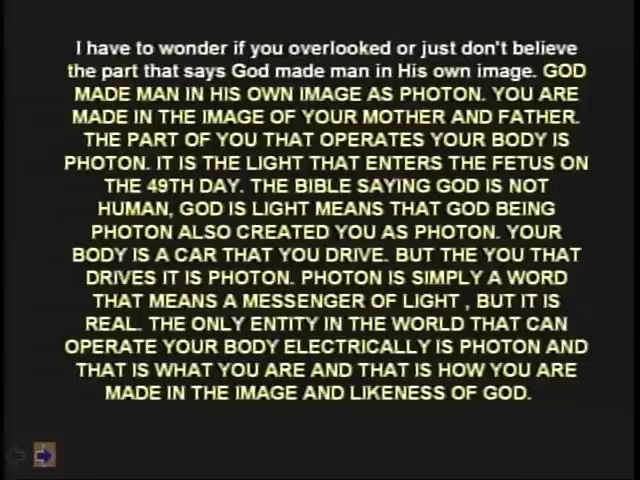 I have to wonder if you overlooked or just don't believe
the part that says God made man in His own image. GOD
MADE MAN IN HIS OWN IMAGE AS PHOTON. YOU ARE
MADE IN THE IMAGE OF YOUR MOTHER AND FATHER.
THE PART OF YOU THAT OPERATES YOUR BODY IS
PHOTON. IT IS THE LIGHT THAT ENTERS THE FETUS ON
THE 49TH DAY. THE BIBLE SAYING GOD IS NOT
HUMAN, GOD IS LIGHT MEANS THAT GOD BEING
PHOTON ALSO CREATED YOU AS PHOTON. YOUR
BODY IS A CAR THAT YOU DRIVE. BUT THE YOU THAT
DRIVES IT IS PHOTON. PHOTON IS SIMPLY A WORD
THAT MEANS A MESSENGER OF LIGHT , BUT IT IS
REAL. THE ONLY ENTITY IN THE WORLD THAT CAN
OPERATE YOUR BODY ELECTRICALLY IS PHOTON AND
THAT IS WHAT YOU ARE AND THAT IS HOW YOU ARE
MADE IN THE IMAGE AND LIKENESS OF GOD.